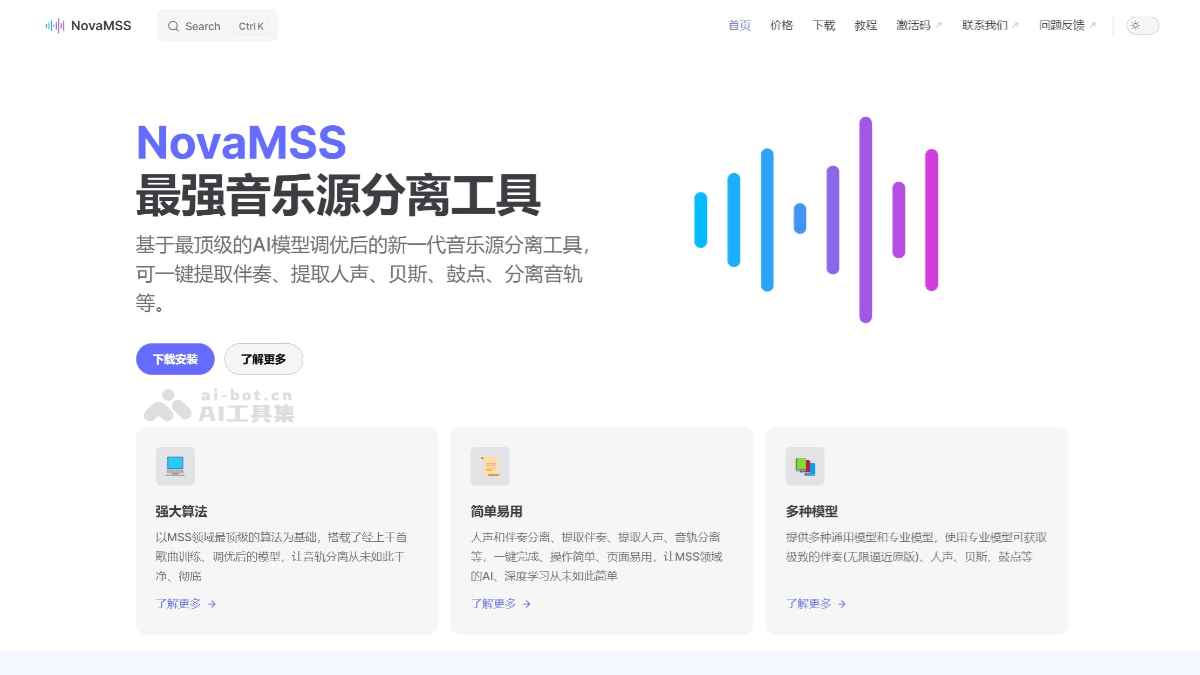 NovaMSS
Search Ctrl K
首页 价格 下载 教程 激活码 联系我们 问题反馈
NovaMSS
最强音乐源分离工具
基于最顶级的AI模型调优后的新一代音乐源分离工具,
可一键提取伴奏、提取人声、贝斯、鼓点、分离音轨
等。
下载安装 了解更多
ai-bot.cn
AI工具集
强大算法
以MSS领域最顶级的算法为基础，搭载了经上千首
歌曲训练、调优后的模型，让音轨分离从未如此干
净、彻底
了解更多 →
简单易用
人声和伴奏分离、提取伴奏、提取人声、音轨分离
等，一键完成、操作简单、页面易用，让MSS领域
的AI、深度学习从未如此简单
了解更多 →
多种模型
提供多种通用模型和专业模型，使用专业模型可获取
极致的伴奏(无限逼近原版)、人声、贝斯、鼓点等
了解更多 →